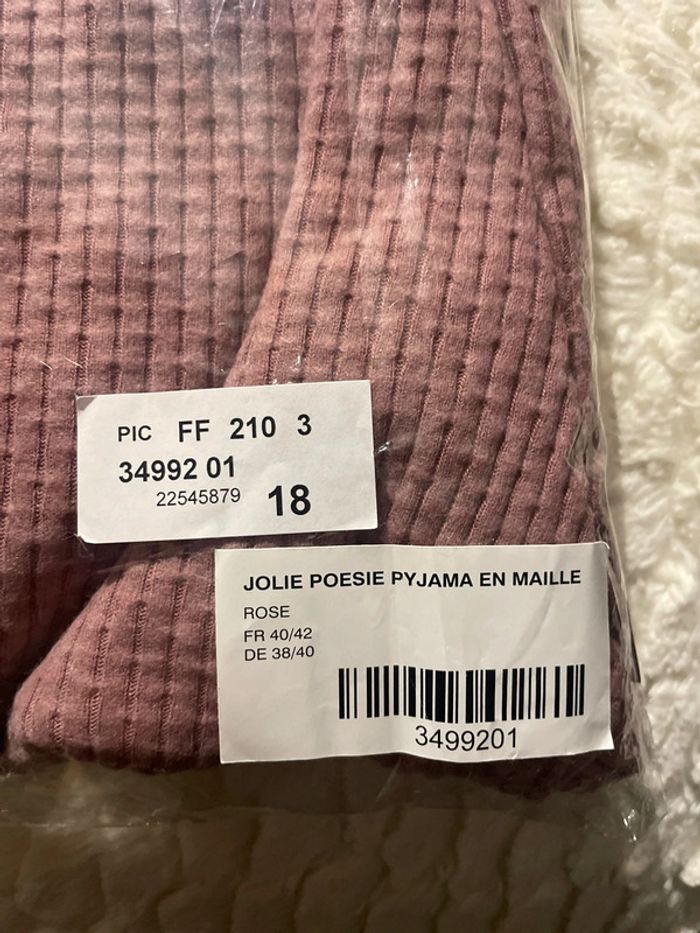 PIC FF 210 3
34992 01
22545879 18
JOLIE POESIE PYJAMA EN MAILLE
ROSE
FR 40/42
DE 38/40
3499201